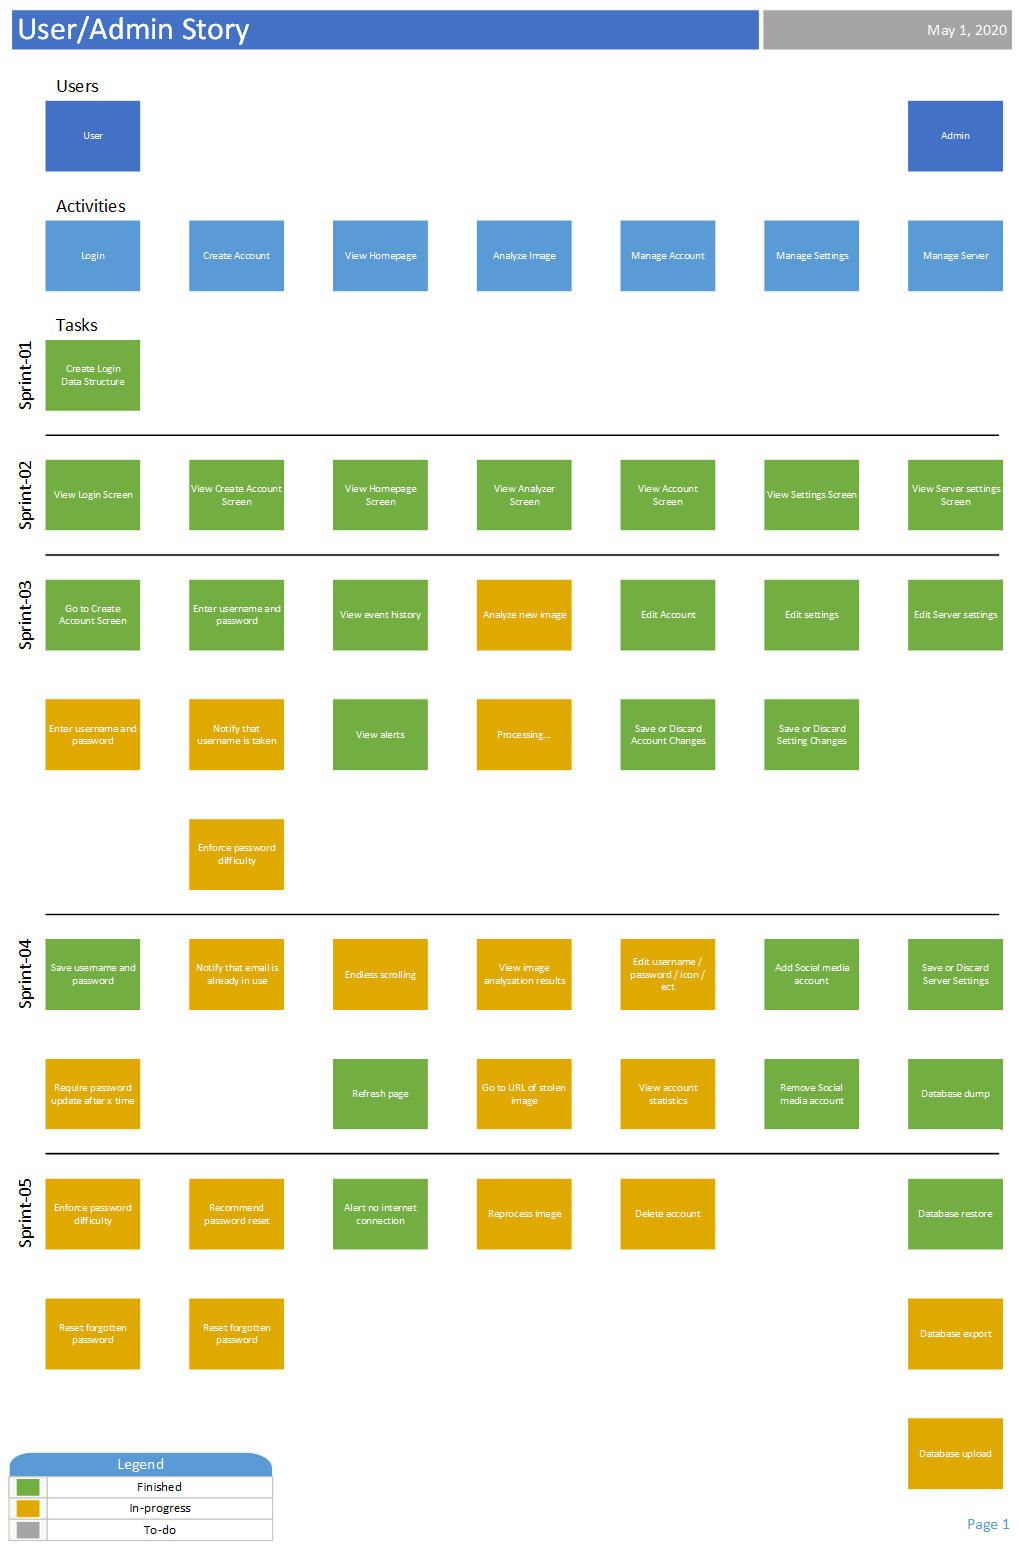 User/Admin Story
May 1, 2020
Users
User
Admin
Activities
Login
Create Account
View Homepage
Analyze Image
Manage Account
Manage Settings
Manage Server
Tasks
Sprint-01
Create Login
Data Structure
Sprint-02
View Login Screen
View Create Account
Screen
View Homepage
Screen
View Analyzer
Screen
View Account
Screen
View Settings Screen
View Server settings
Screen
Sprint-03
Go to Create
Account Screen
Enter username and
password
View event history
Analyze new image
Edit Account
Edit settings
Edit Server settings
Enter username and
password
Notify that
username is taken
View alerts
Processing...
Save or Discard
Account Changes
Save or Discard
Setting Changes
Enforce password
difficulty
Sprint-04
Save username and
password
Notify that email is
already in use
Endless scrolling
View image
analyzation results
Edit username /
password / icon /
ect
Add Social media
account
Save or Discard
Server Settings
Require password
update after x time
Refresh page
Go to URL of stolen
image
View account
statistics
Remove Social
media account
Database dump
Sprint-05
Enforce password
difficulty
Recommend
password reset
Alert no internet
connection
Reprocess image
Delete account
Database restore
Reset forgotten
password
Reset forgotten
password
Database export
Database upload
Legend
Finished
In-progress
To-do
Page 1